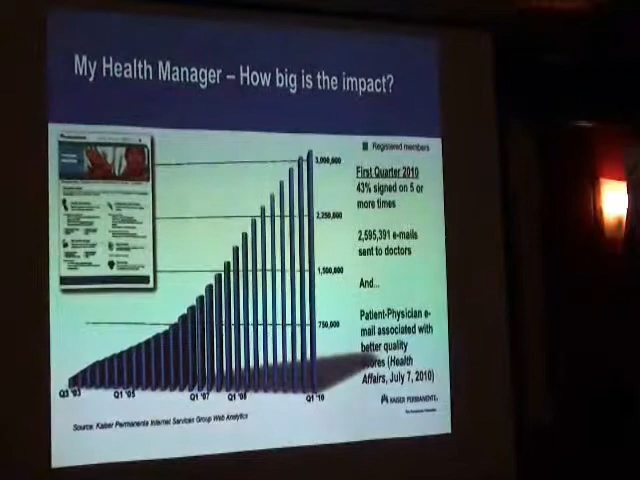 My Health Manager – How big is the impact?
Registered members
3,000,000
2,250,000
1,500,000
750,000
Q3 '03
Q1 '05
Q1 '07
Q1 '08
Q1 '10
First Quarter 2010
43% signed on 5 or
more times
2,595,391 e-mails
sent to doctors
And...
Patient-Physician e-
mail associated with
better quality
scores (Health
Affairs, July 7, 2010)
KAISER PERMANENTE.
Source: Kaiser Permanente Internet Services Group Web Analytics